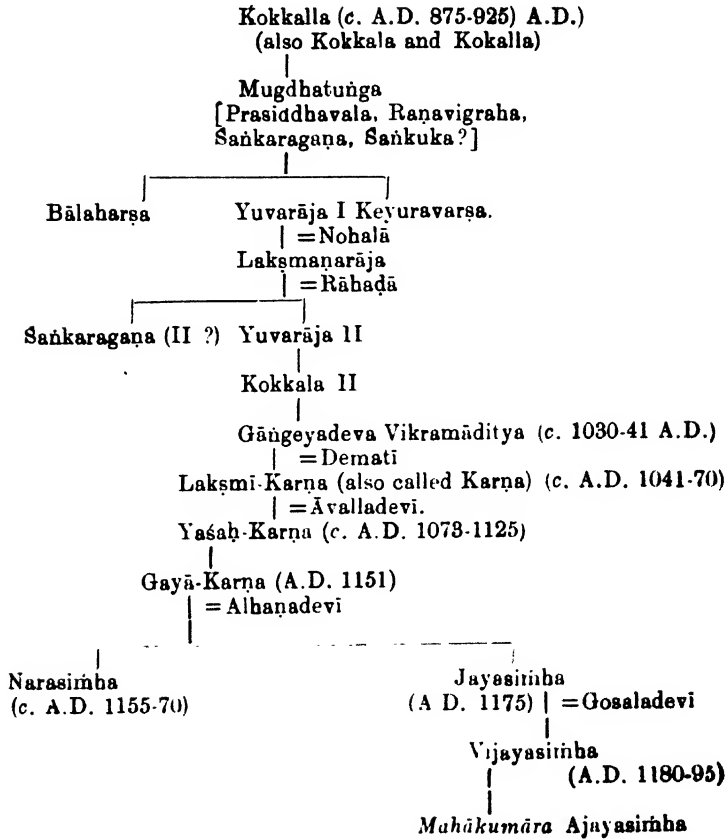 Kokkalla (c. A.D. 875-925) A.D.)
(also Kokkala and Kokalla)
Mugdhatuṅga
[Prasiddhavala, Raṇavigraha,
Śaṅkaragaṇa, Śaṅkuka?]
Bālaharṣa Yuvarāja I Keyuravarṣa.
=Nohalā
Lakṣmaṇarāja
=Rāhaḍā
Śaṅkaragaṇa (II ?) Yuvarāja II
Kokkala II
Gāṅgeyadeva Vikramāditya (c. 1030-41 A.D.)
=Dematī
Lakṣmī-Karṇa (also called Karṇa) (c. A.D. 1041-70)
=Āvalladevi.
Yaśaḥ-Karṇa (c. A.D. 1073-1125)
Gayā-Karṇa (A.D. 1151)
=Alhaṇadevi
Narasiṁha Jayasiṁha
(c. A.D. 1155-70) (A D. 1175) =Gosaladevī
Vijayasiṁha
(A.D. 1180-95)
Mahākumāra Ajayasiṁha